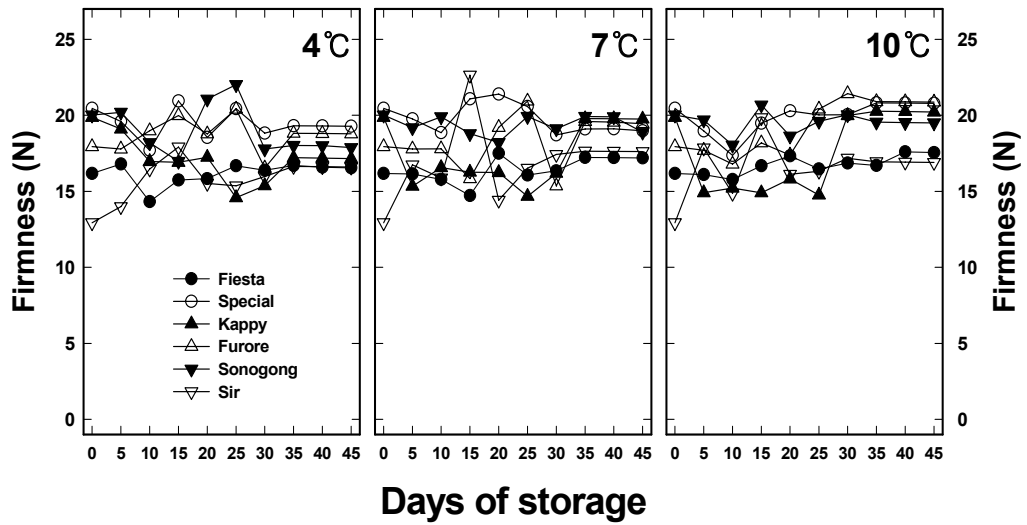 4℃ 7℃ 10℃
25 25
20 20
15 15
10 10
5 5
0 0
Firmness (N)
Firmness (N)
Fiesta
Special
Kappy
Furore
Sonogong
Sir
0 5 10 15 20 25 30 35 40 45 0 5 10 15 20 25 30 35 40 45 0 5 10 15 20 25 30 35 40 45
Days of storage